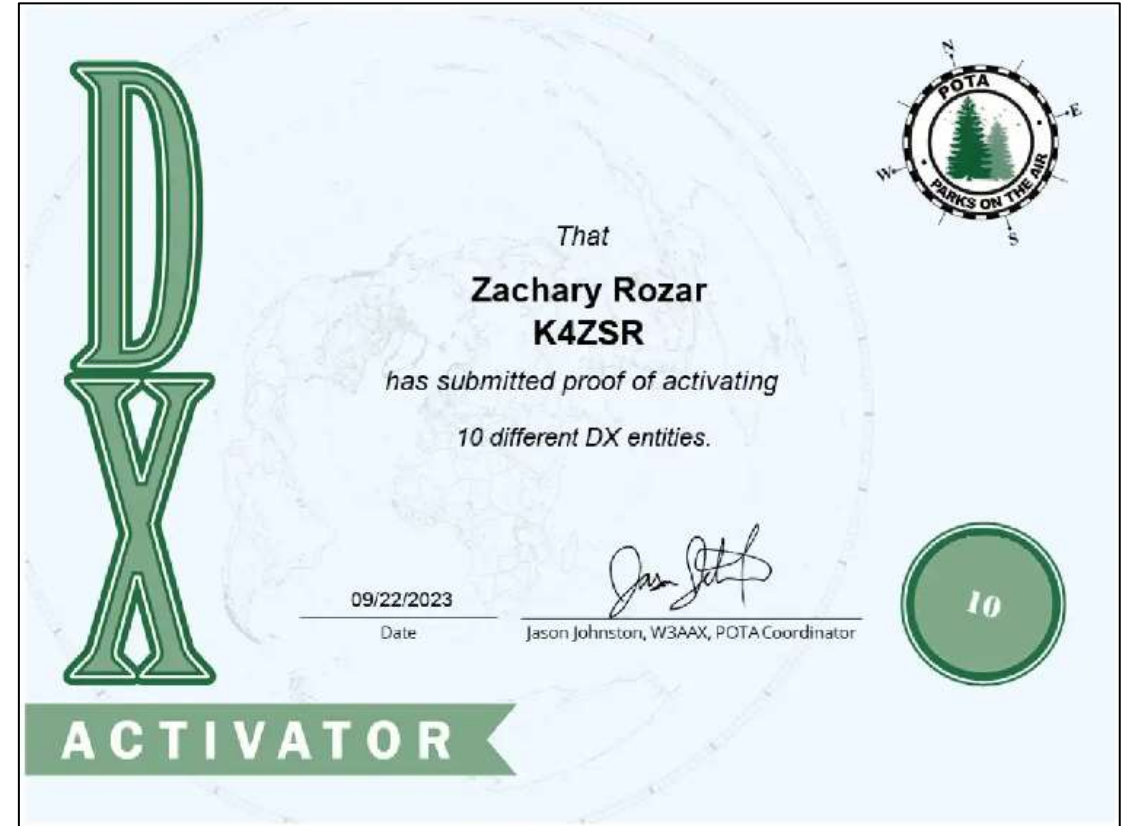 DX
ACTIVATOR
N
E
S
W
POTA
PARKS ON THE AIR
That
Zachary Rozar
K4ZSR
has submitted proof of activating
10 different DX entities.
09/22/2023
Date
Jason Johnston, W3AAX, POTA Coordinator
10